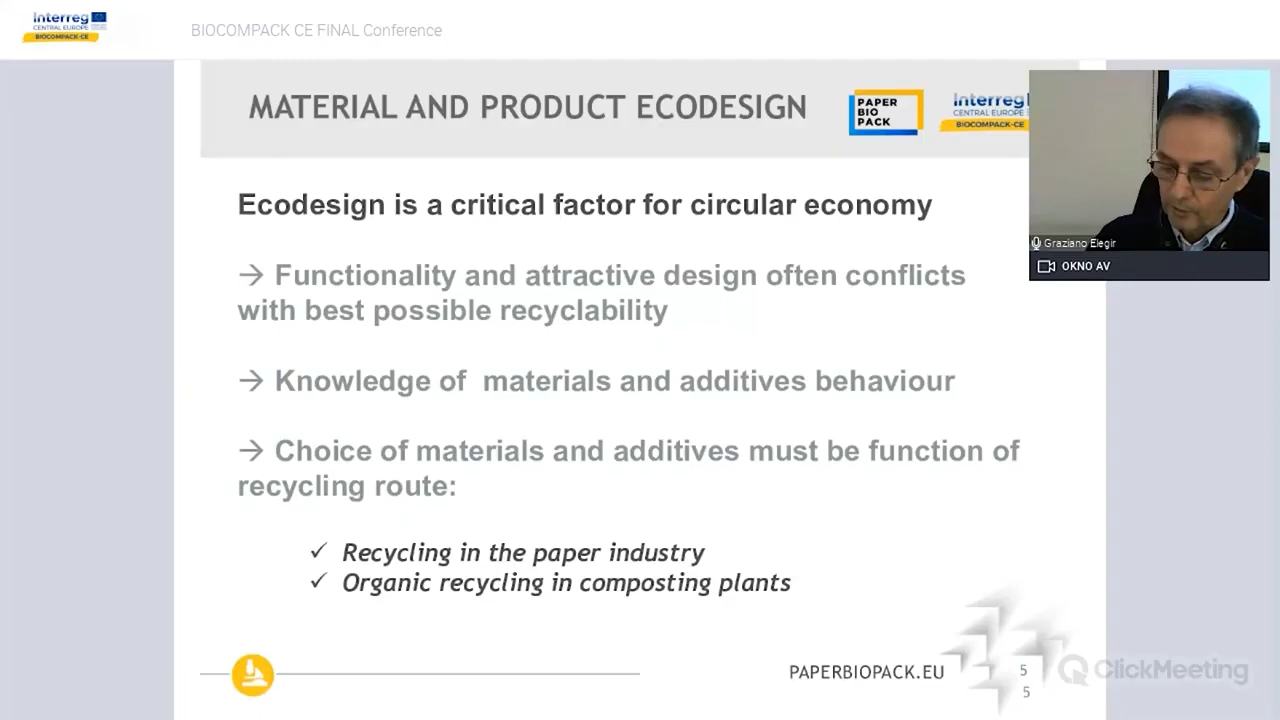 Interreg
CENTRAL EUROPE
BIOCOMPACK-CE
BIOCOMPACK CE FINAL Conference
MATERIAL AND PRODUCT ECODESIGN
PAPER
BIO
PACK
Interreg
CENTRAL EUROPE
BIOCOMPACK-CE
Ecodesign is a critical factor for circular economy
→ Functionality and attractive design often conflicts
with best possible recyclability
→ Knowledge of materials and additives behaviour
→ Choice of materials and additives must be function of
recycling route:
✓ Recycling in the paper industry
✓ Organic recycling in composting plants
Graziano Elegir
OKNO AV
PAPERBIOPACK.EU
5
5
ClickMeeting